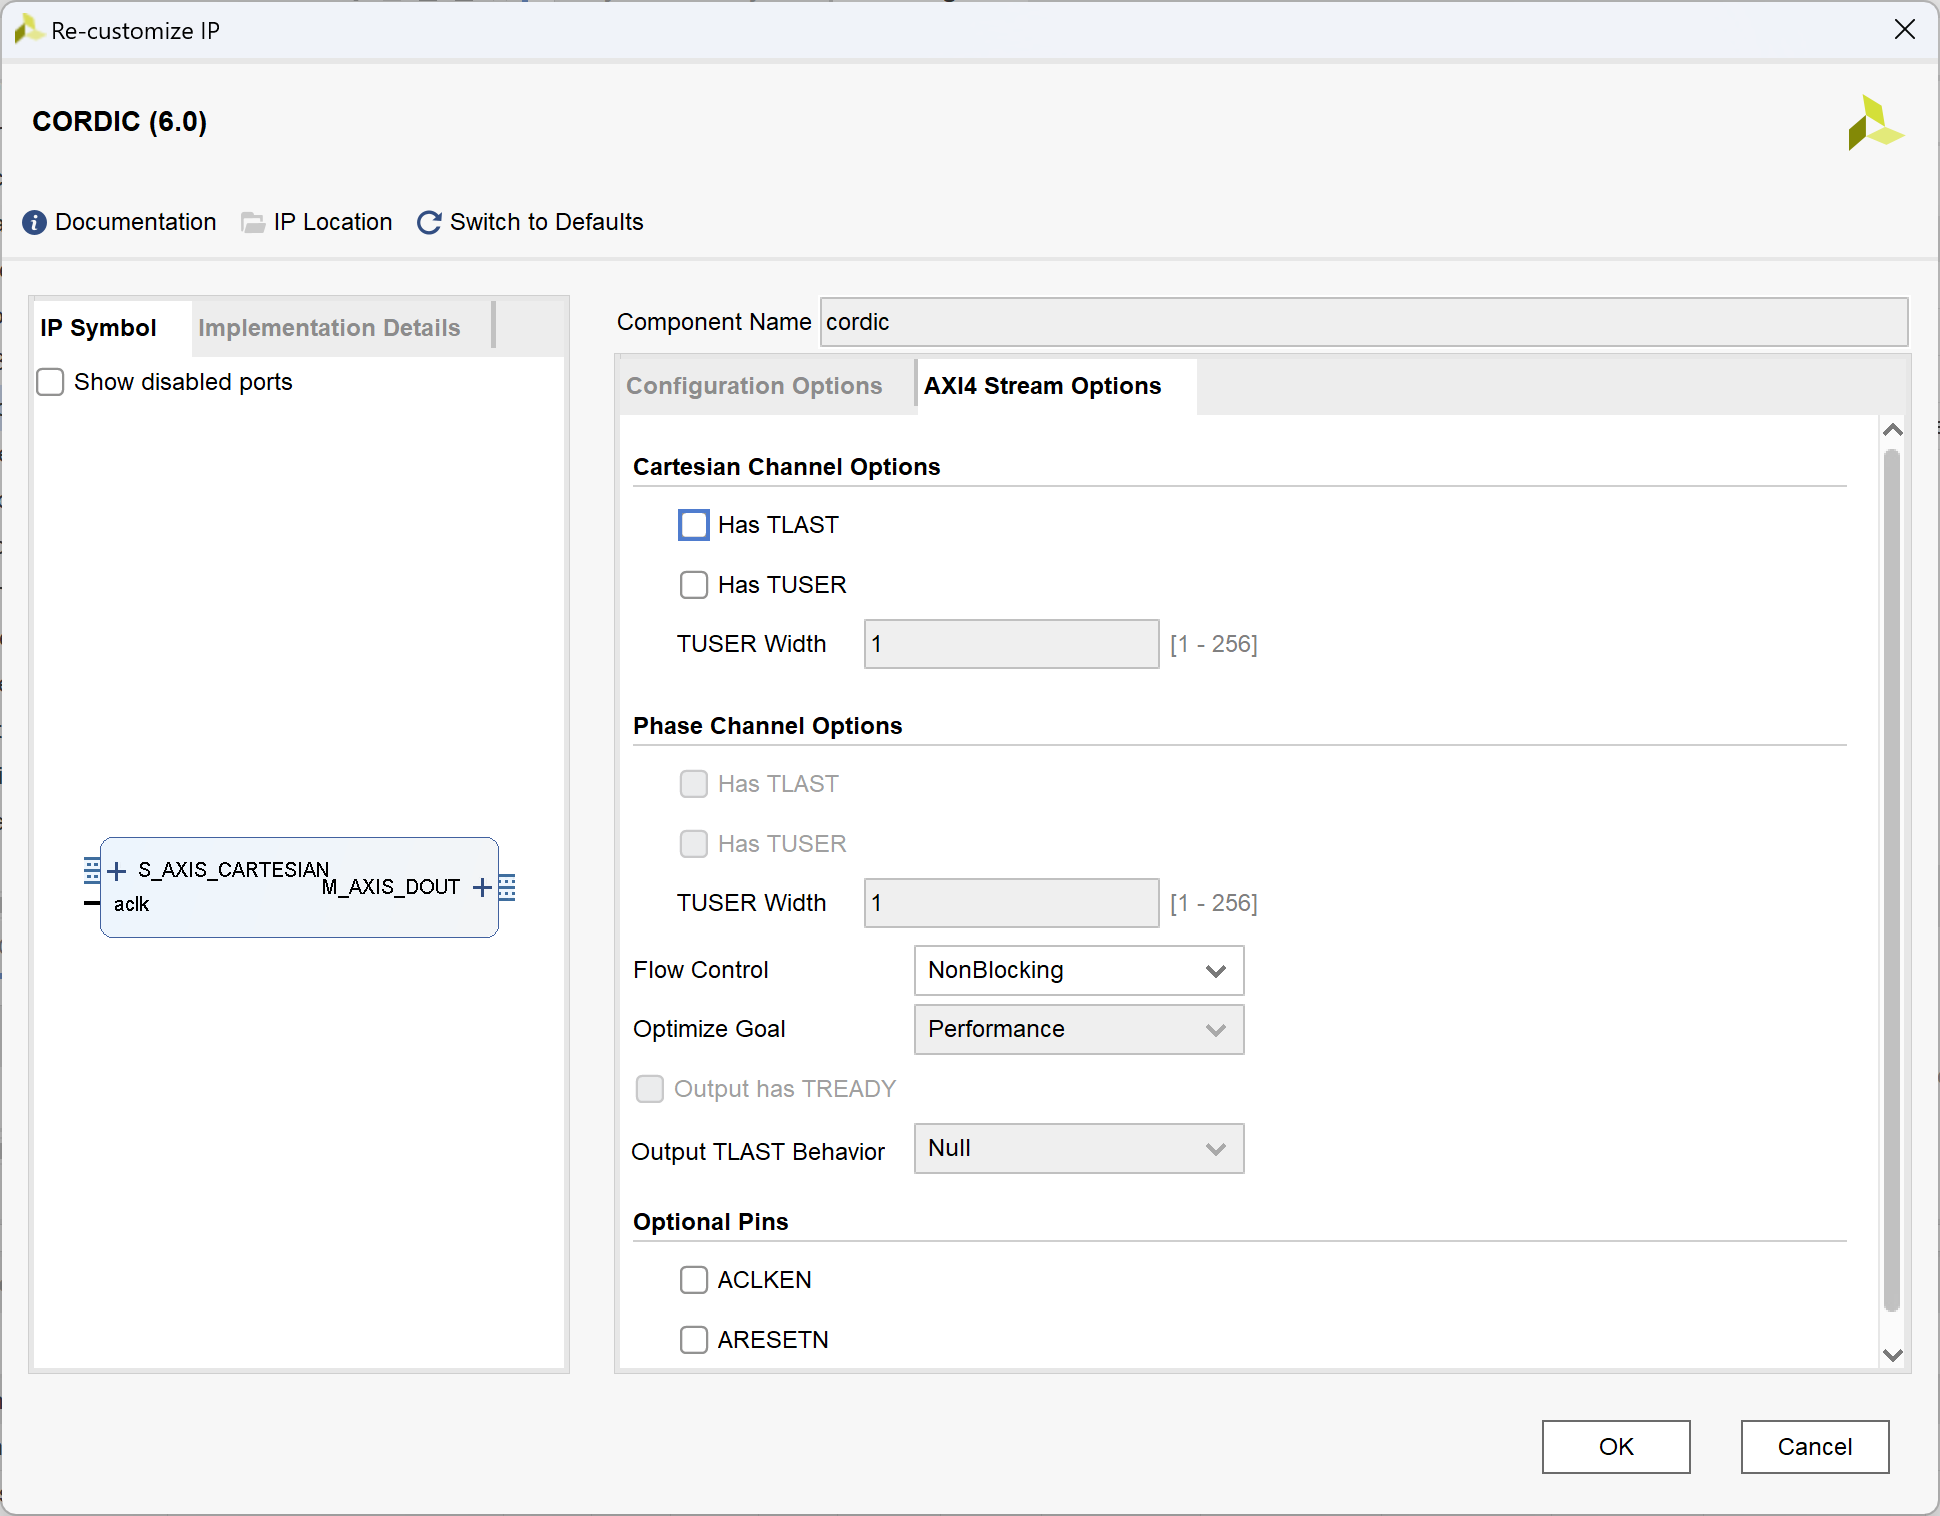 Re-customize IP
CORDIC (6.0)
Documentation IP Location Switch to Defaults
IP Symbol Implementation Details
Show disabled ports
S_AXIS_CARTESIAN
M_AXIS_DOUT
aclk
Component Name cordic
Configuration Options AXI4 Stream Options
Cartesian Channel Options
Has TLAST
Has TUSER
TUSER Width 1 [1 - 256]
Phase Channel Options
Has TLAST
Has TUSER
TUSER Width 1 [1 - 256]
Flow Control NonBlocking
Optimize Goal Performance
Output has TREADY
Output TLAST Behavior Null
Optional Pins
ACLKEN
ARESETN
OK Cancel